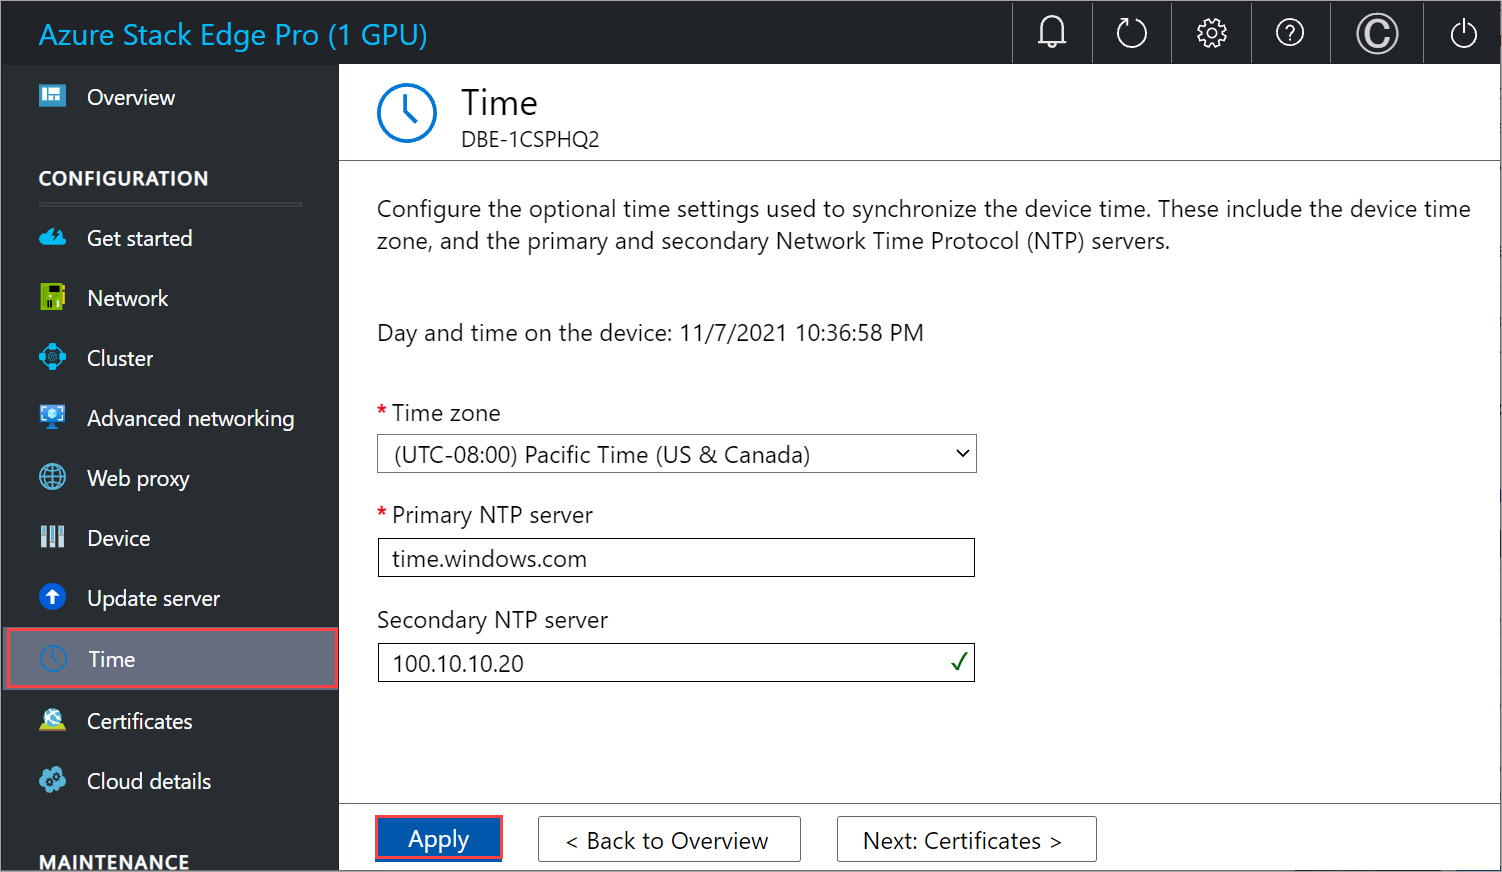 Azure Stack Edge Pro (1 GPU)
Overview
CONFIGURATION
Get started
Network
Cluster
Advanced networking
Web proxy
Device
Update server
Time
Certificates
Cloud details
MAINTENANCE
Time
DBE-1CSPHQ2
Configure the optional time settings used to synchronize the device time. These include the device time
zone, and the primary and secondary Network Time Protocol (NTP) servers.
Day and time on the device: 11/7/2021 10:36:58 PM
* Time zone
(UTC-08:00) Pacific Time (US & Canada)
* Primary NTP server
time.windows.com
Secondary NTP server
100.10.10.20
Apply
< Back to Overview
Next: Certificates >